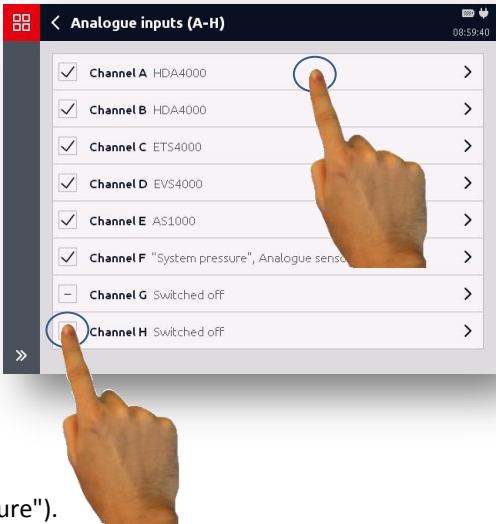 Analogue inputs (A-H)
08:59:40
Channel A HDA4000
Channel B HDA4000
Channel C ETS4000
Channel D EVS4000
Channel E AS1000
Channel F "System pressure", Analogue
Channel G Switched off
Channel H Switched off
ure").